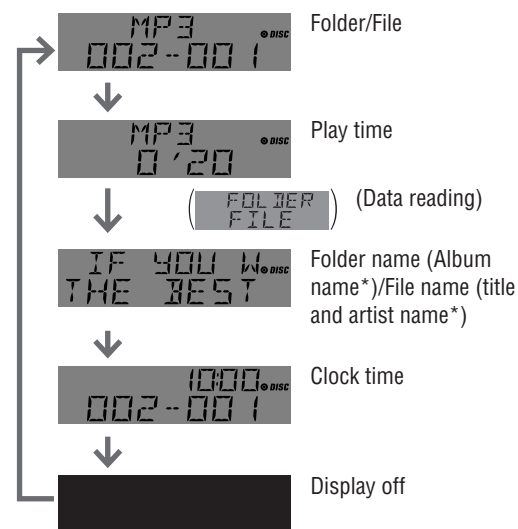 MP3
DISC
002-001
Folder/File
MP3
DISC
0'20
Play time
FOLDER
FILE
(Data reading)
IF YOU W
DISC
THE BEST
Folder name (Album
name*)/File name (title
and artist name*)
10:00
DISC
002-001
Clock time
Display off